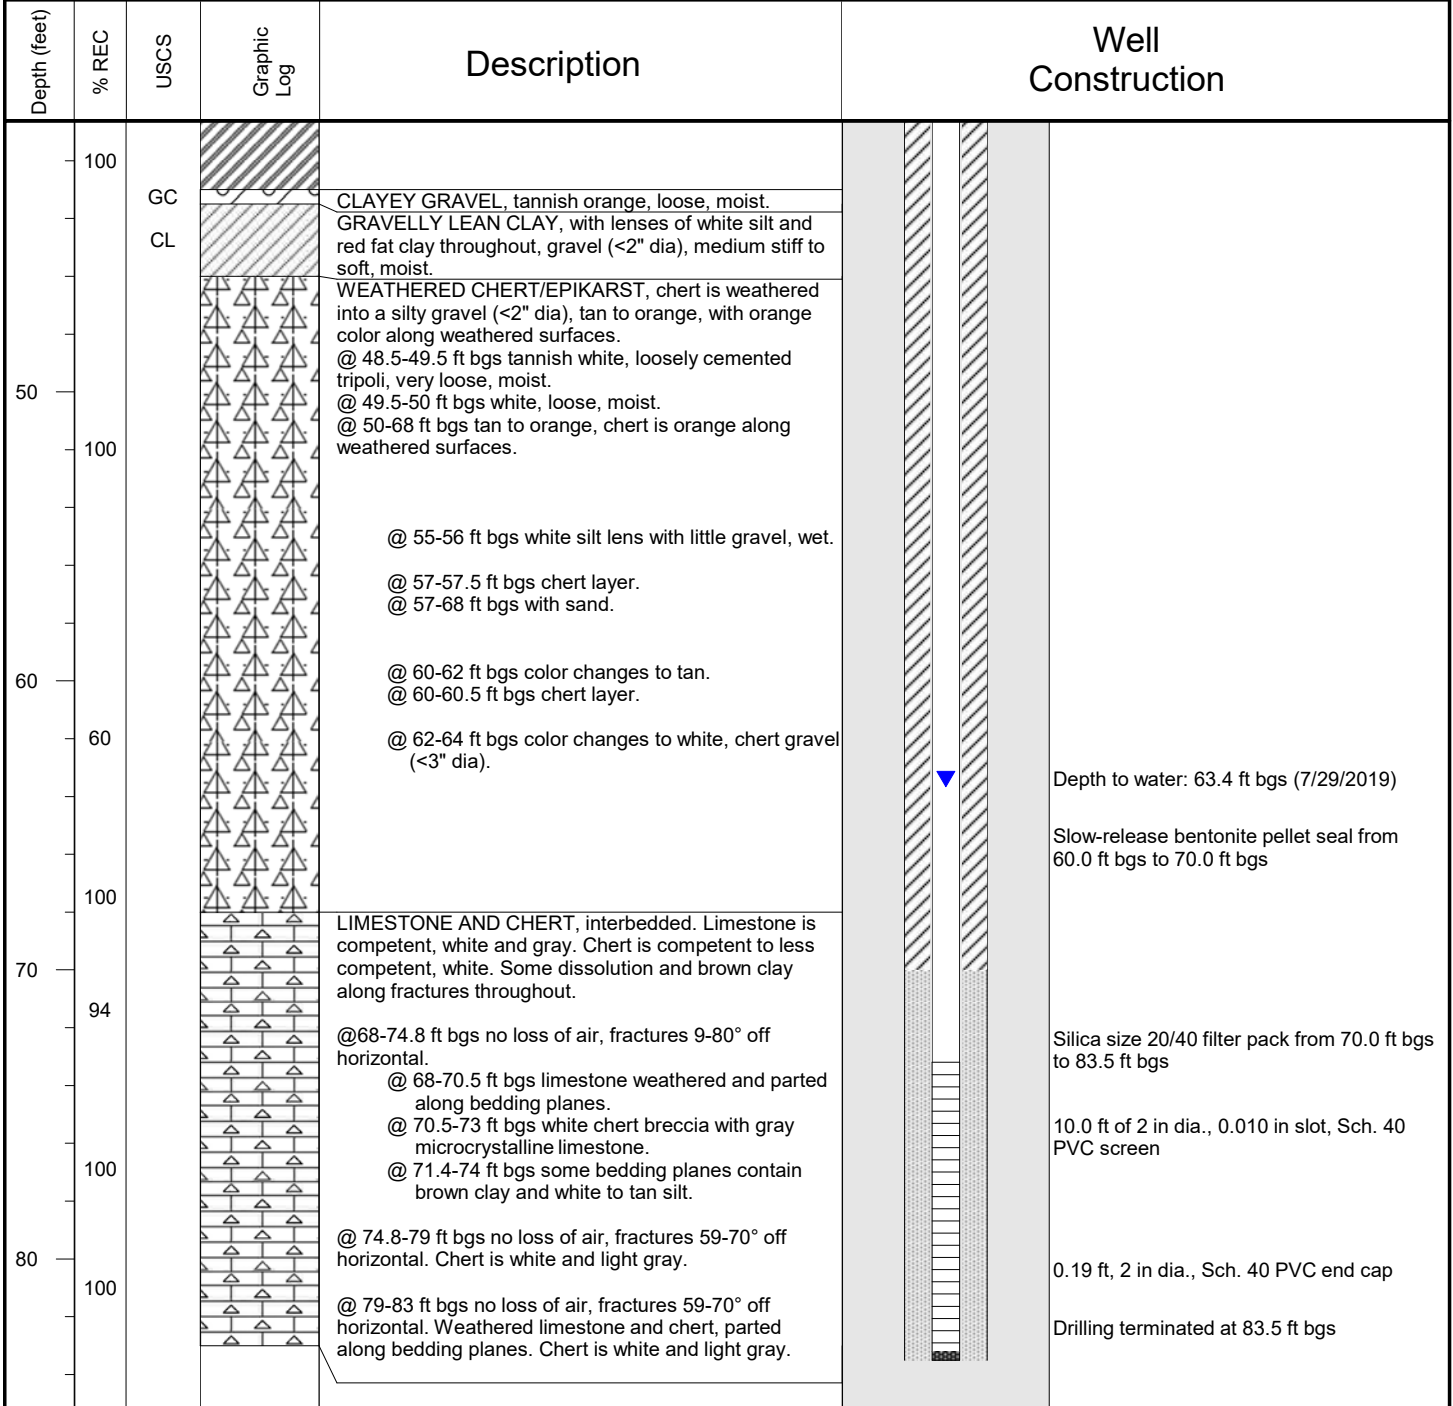 Depth (feet)
% REC
USCS
Graphic
Log
Description
Well
Construction
100
GC
CLAYEY GRAVEL, tannish orange, loose, moist.
CL
GRAVELLY LEAN CLAY, with lenses of white silt and
red fat clay throughout, gravel (<2" dia), medium stiff to
soft, moist.
WEATHERED CHERT/EPIKARST, chert is weathered
into a silty gravel (<2" dia), tan to orange, with orange
color along weathered surfaces.
@ 48.5-49.5 ft bgs tannish white, loosely cemented
tripoli, very loose, moist.
50
@ 49.5-50 ft bgs white, loose, moist.
@ 50-68 ft bgs tan to orange, chert is orange along
weathered surfaces.
100
@ 55-56 ft bgs white silt lens with little gravel, wet.
@ 57-57.5 ft bgs chert layer.
@ 57-68 ft bgs with sand.
60
@ 60-62 ft bgs color changes to tan.
@ 60-60.5 ft bgs chert layer.
60
@ 62-64 ft bgs color changes to white, chert gravel
(<3" dia).
Depth to water: 63.4 ft bgs (7/29/2019)
Slow-release bentonite pellet seal from
60.0 ft bgs to 70.0 ft bgs
100
LIMESTONE AND CHERT, interbedded. Limestone is
competent, white and gray. Chert is competent to less
competent, white. Some dissolution and brown clay
along fractures throughout.
70
94
@68-74.8 ft bgs no loss of air, fractures 9-80° off
horizontal.
Silica size 20/40 filter pack from 70.0 ft bgs
to 83.5 ft bgs
@ 68-70.5 ft bgs limestone weathered and parted
along bedding planes.
@ 70.5-73 ft bgs white chert breccia with gray
microcrystalline limestone.
10.0 ft of 2 in dia., 0.010 in slot, Sch. 40
PVC screen
100
@ 71.4-74 ft bgs some bedding planes contain
brown clay and white to tan silt.
@ 74.8-79 ft bgs no loss of air, fractures 59-70° off
horizontal. Chert is white and light gray.
80
0.19 ft, 2 in dia., Sch. 40 PVC end cap
100
@ 79-83 ft bgs no loss of air, fractures 59-70° off
horizontal. Weathered limestone and chert, parted
along bedding planes. Chert is white and light gray.
Drilling terminated at 83.5 ft bgs